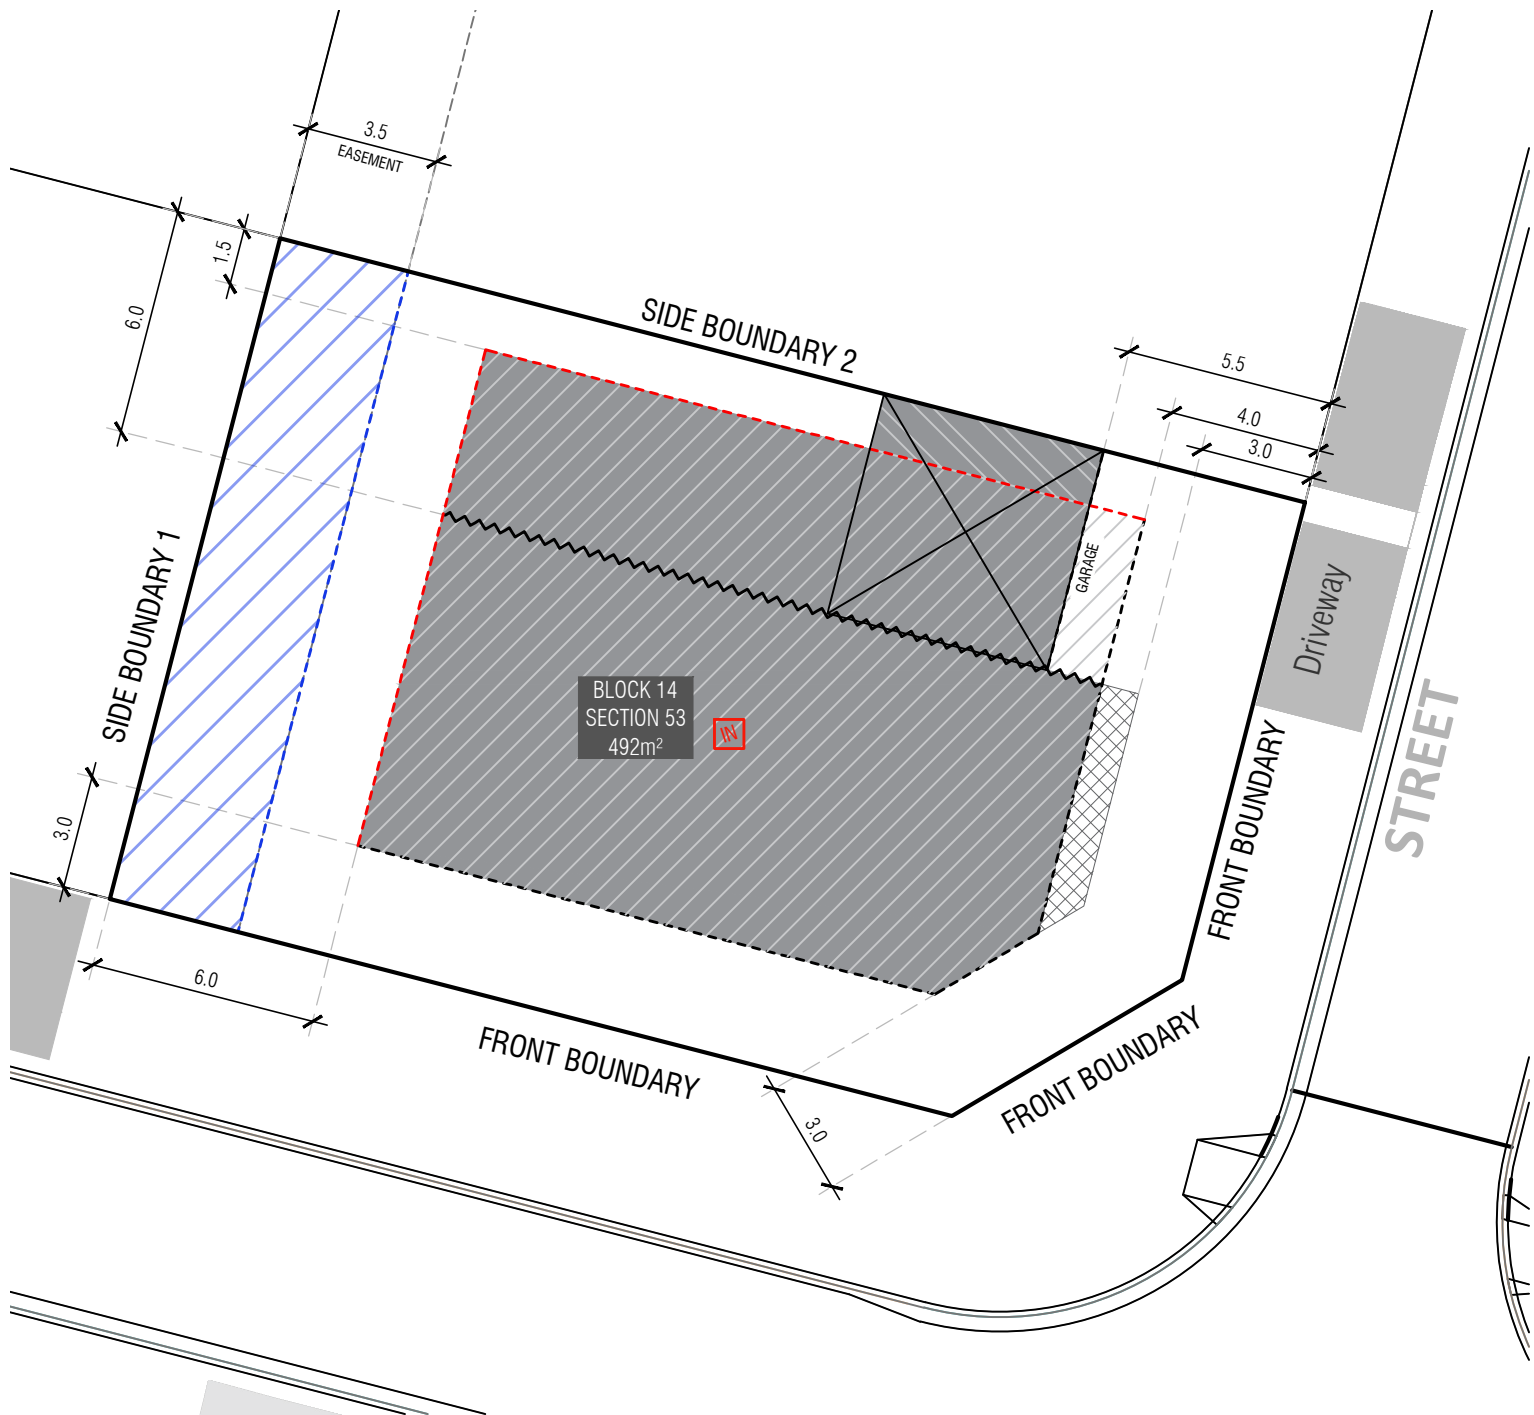 3.5
EASEMENT
1.5
6.0
SIDE BOUNDARY 2
5.5
4.0
3.0
GARAGE
Driveway
SIDE BOUNDARY 1
BLOCK 14
SECTION 53
492m²
IN
STREET
3.0
FRONT BOUNDARY
6.0
FRONT BOUNDARY
FRONT BOUNDARY
3.0